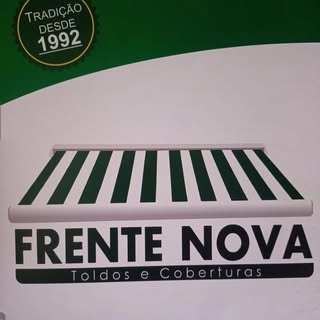 TRADIÇÃO
DESDE
1992
FRENTE NOVA
Toldos e Coberturas